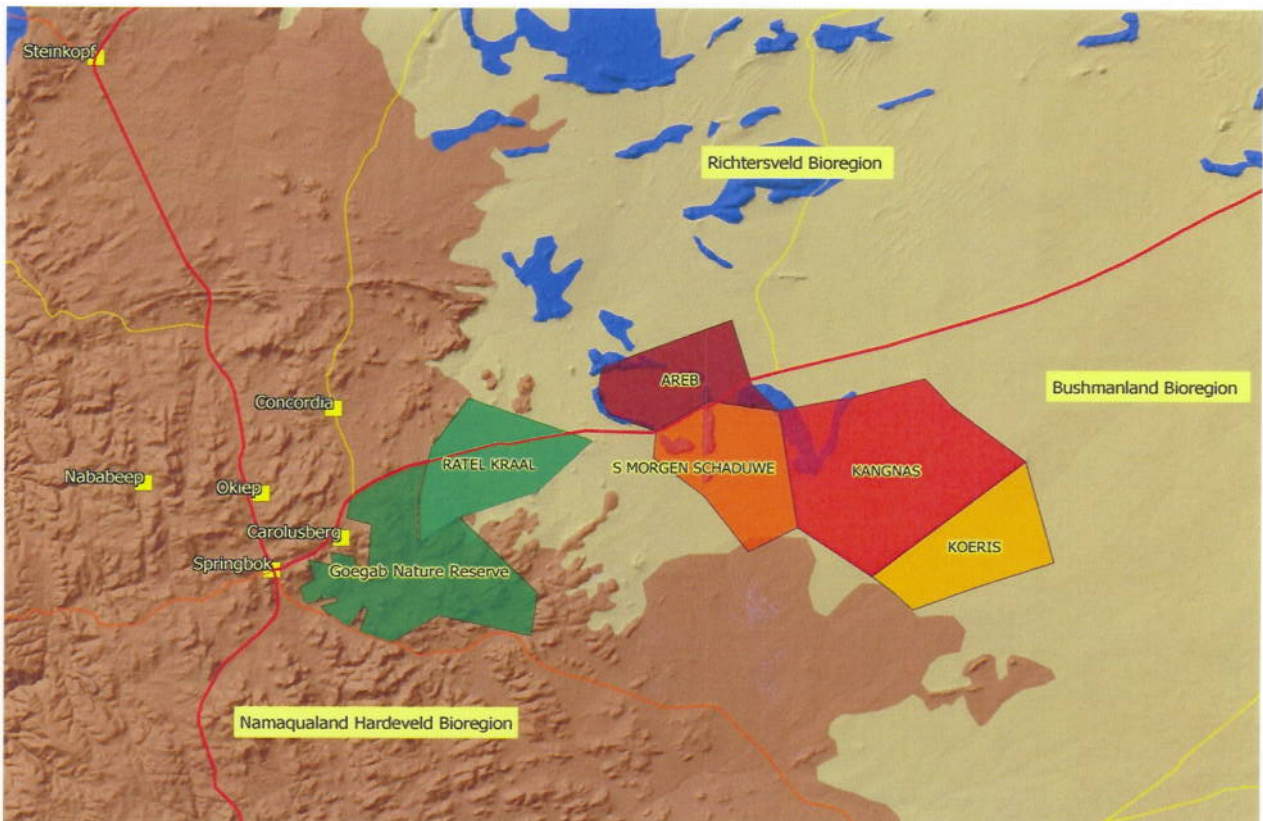 Steinkopf
Richtersveld Bioregion
AREB
Bushmanland Bioregion
Concordia
RATEL KRAAL
S MORGEN SCHADUWE
KANGNAS
Nababeep
Okiep
Carolusberg
KOERIS
Springbok
Goegab Nature Reserve
Namaqualand Hardeveld Bioregion